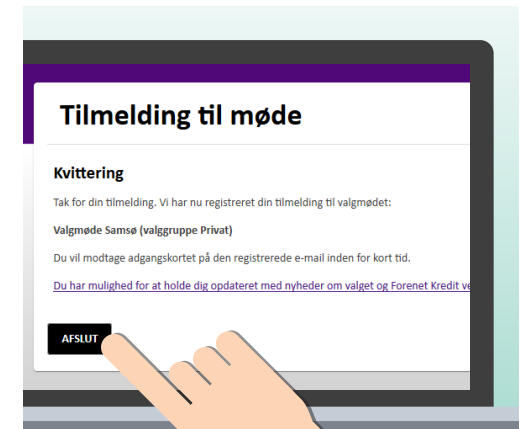 Tilmelding til møde
Kvittering
Tak for din tilmelding. Vi har nu registreret din tilmelding til valgmødet:
Valgmøde Samsø (valggruppe Privat)
Du vil modtage adgangskortet på den registrerede e-mail inden for kort tid.
Du har mulighed for at holde dig opdateret med nyheder om valget og Forenet Kredit
AFSLUT